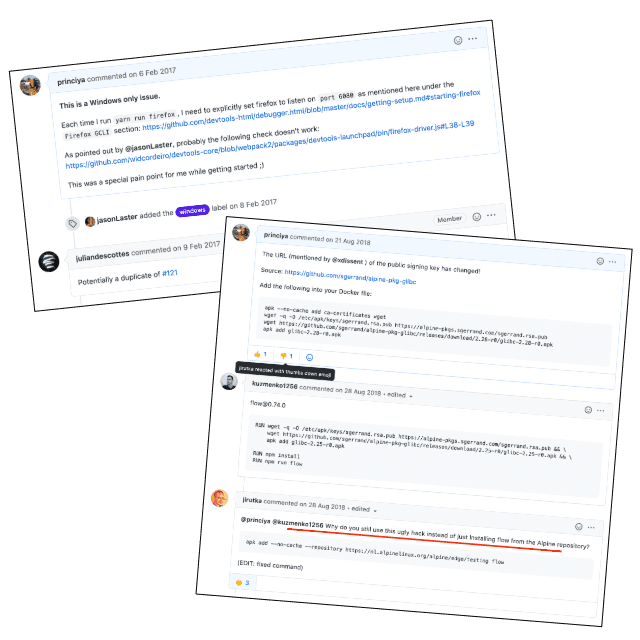 princiya commented on 6 Feb 2017
This is a Windows only issue.
Each time I run yarn run firefox, I need to explicitly set firefox to listen on port 6080 as mentioned here under the
Firefox GCLI section: https://github.com/devtools-html/debugger.html/blob/master/docs/getting-setup.md#starting-firefox
As pointed out by @jasonLaster, probably the following check doesn't work:
https://github.com/widcordeiro/devtools-core/blob/webpack2/packages/devtools-launchpad/bin/firefox-driver.js#L38-L39
This was a special pain point for me while getting started ;)
jasonLaster added the windows label on 8 Feb 2017
juliandescottes commented on 9 Feb 2017
Member
Potentially a duplicate of #121
princiya commented on 21 Aug 2018
The URL (mentioned by @xdissent ) of the public signing key has changed!
Source: https://github.com/sgerrand/alpine-pkg-glibc
Add the following into your Docker file:
apk --no-cache add ca-certificates wget
wget -q -O /etc/apk/keys/sgerrand.rsa.pub https://alpine-pkgs.sgerrand.com/sgerrand.rsa.pub
wget https://github.com/sgerrand/alpine-pkg-glibc/releases/download/2.28-r0/glibc-2.28-r0.apk
apk add glibc-2.28-r0.apk
1 1
jirutka reacted with thumbs down emoji
kuzmenko1256 commented on 28 Aug 2018 • edited
flow@0.74.0
RUN wget -q -O /etc/apk/keys/sgerrand.rsa.pub https://alpine-pkgs.sgerrand.com/sgerrand.rsa.pub && \
wget https://github.com/sgerrand/alpine-pkg-glibc/releases/download/2.25-r0/glibc-2.25-r0.apk && \
apk add glibc-2.25-r0.apk
RUN npm install
RUN npm run flow
jirutka commented on 28 Aug 2018 • edited
@princiya @kuzmenko1256 Why do you still use this ugly hack instead of just installing flow from the Alpine repository?
apk add --no-cache --repository https://nl.alpinelinux.org/alpine/edge/testing flow
(EDIT: fixed command)
3